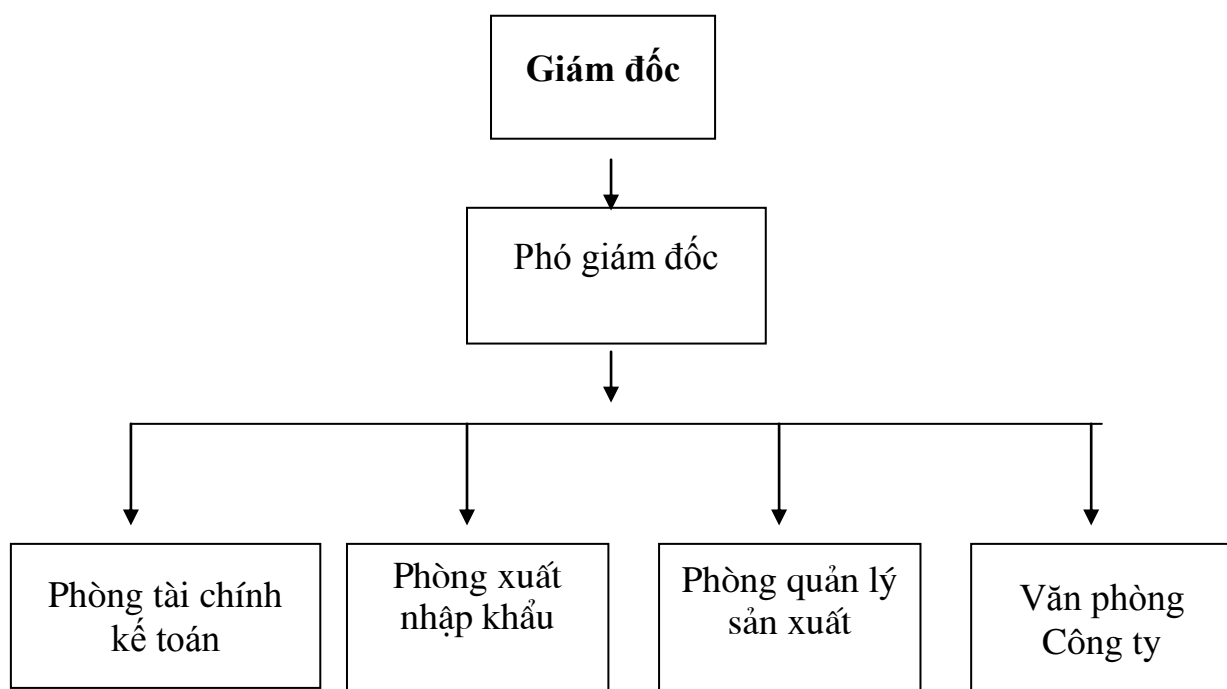 Giám đốc
Phó giám đốc
Phòng tài chính
kế toán
Phòng xuất
nhập khẩu
Phòng quản lý
sản xuất
Văn phòng
Công ty